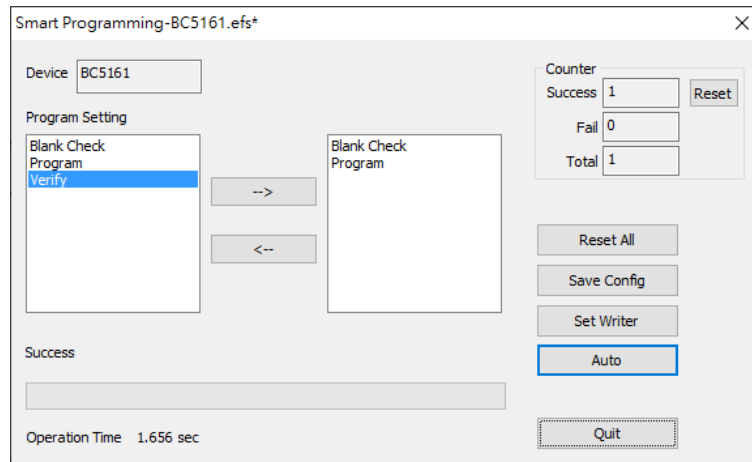 Smart Programming-BC5161.efs*
Device BC5161
Program Setting
Blank Check
Program
Verify
-->
<--
Blank Check
Program
Counter
Success 1 Reset
Fail 0
Total 1
Reset All
Save Config
Set Writer
Auto
Success
Operation Time 1.656 sec
Quit